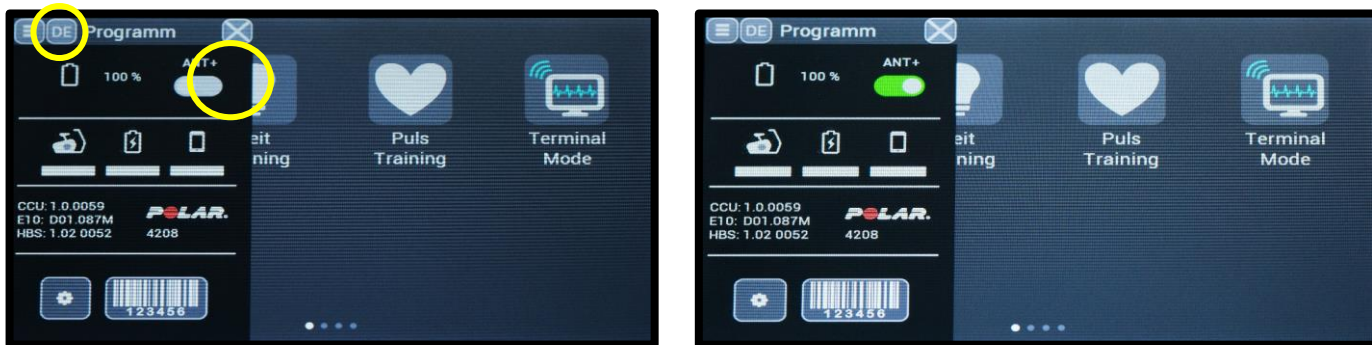 DE Programm
100 %
ANT+
Puls
Training
Terminal
Mode
CCU: 1.0.0059
E10: D01.087M
HBS: 1.02 0052 4208
POLAR.
123456
DE Programm
100 %
ANT+
eit
ning
Puls
Training
Terminal
Mode
CCU: 1.0.0059
E10: D01.087M
HBS: 1.02 0052 4208
POLAR.
123456